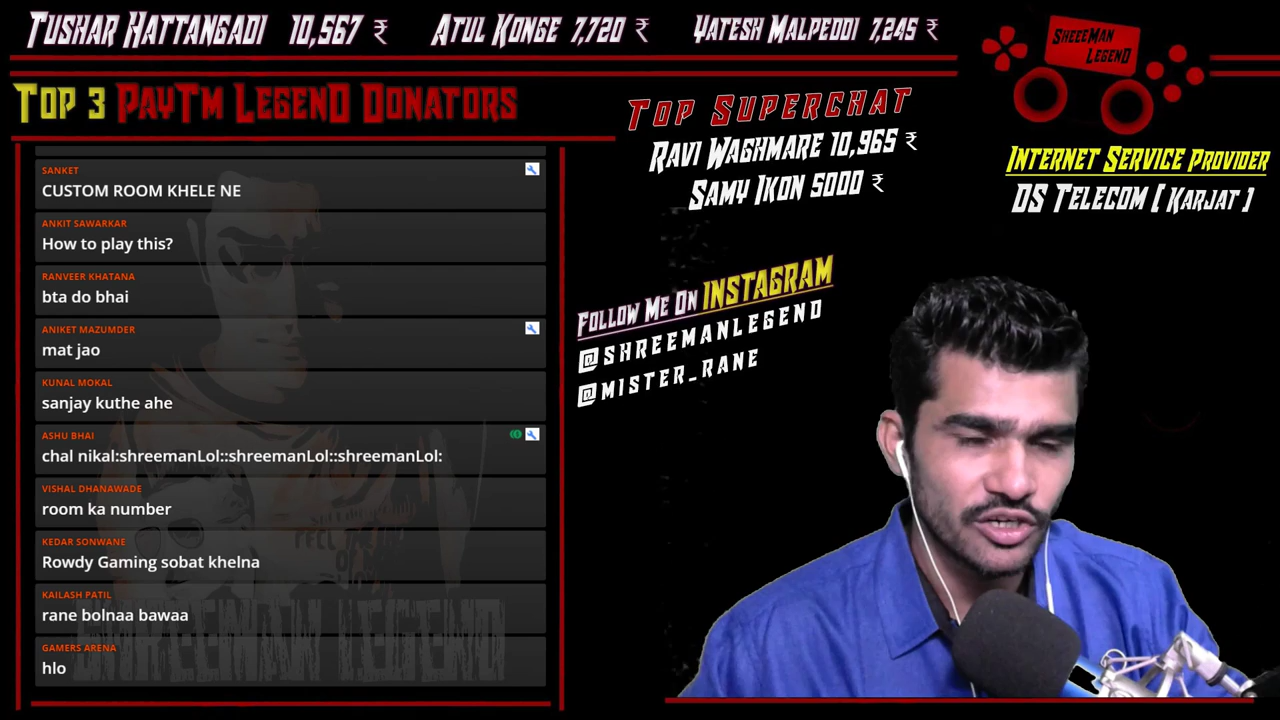 TUSHAR HATTANGADI 10,567 ₹ ATUL KONGE 7,720 ₹ YATESH MALPEDDI 7,245 ₹
SHREEMAN
LEGEND
TOP 3 PAYTM LEGEND DONATORS
TOP SUPERCHAT
RAVI WAGHMARE 10,965 ₹
SAMY IKON 5000 ₹
INTERNET SERVICE PROVIDER
DS TELECOM [ KARJAT ]
SANKET
CUSTOM ROOM KHELE NE
ANKIT SAWARKAR
How to play this?
RANVEER KHATANA
bta do bhai
ANIKET MAZUMDER
mat jao
KUNAL MOKAL
sanjay kuthe ahe
ASHU BHAI
chal nikal:shreemanLol::shreemanLol::shreemanLol:
VISHAL DHANAWADE
room ka number
KEDAR SONWANE
Rowdy Gaming sobat khelna
KAILASH PATIL
rane bolnaa bawaa
GAMERS ARENA
hlo
SHREEMAN LEGEND
FOLLOW ME ON INSTAGRAM
@SHREEMANLEGEND
@MISTER_RANE